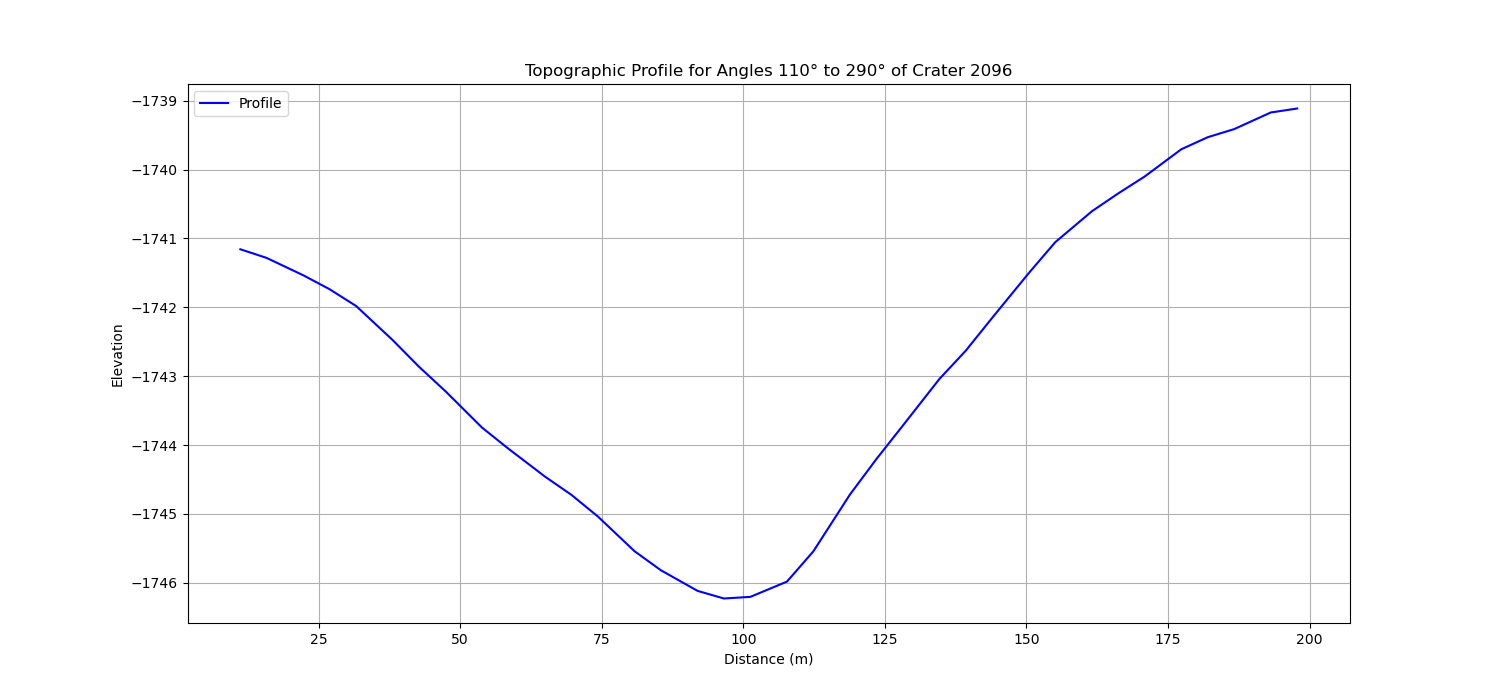 Topographic Profile for Angles 110° to 290° of Crater 2096
Profile
Elevation
−1739
−1740
−1741
−1742
−1743
−1744
−1745
−1746
25 50 75 100 125 150 175 200
Distance (m)